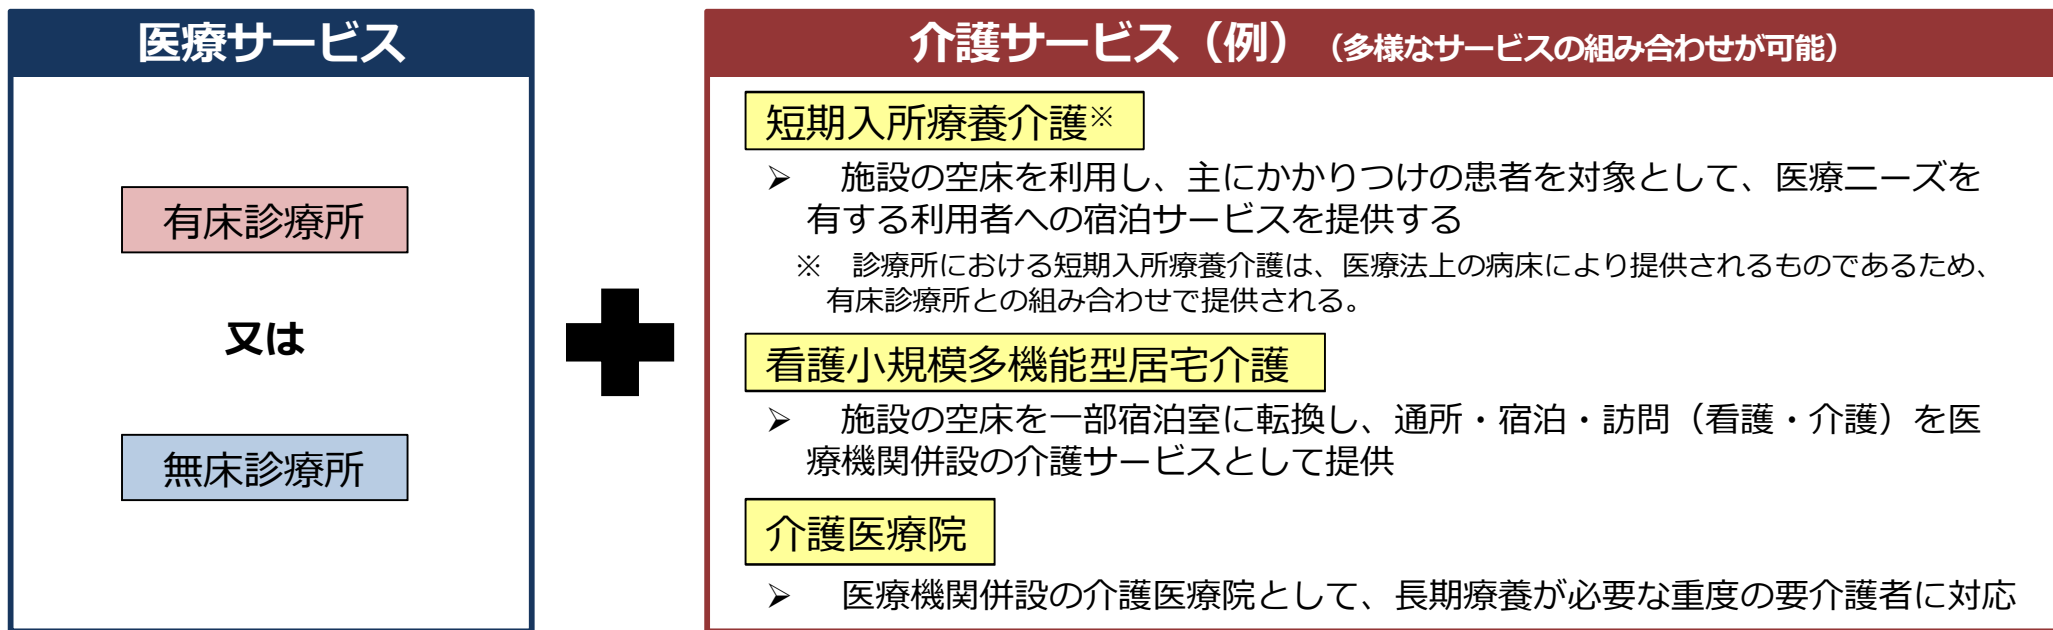 医療サービス
有床診療所
又は
無床診療所
介護サービス（例）（多様なサービスの組み合わせが可能）
短期入所療養介護※
➢ 施設の空床を利用し、主にかかりつけの患者を対象として、医療ニーズを
有する利用者への宿泊サービスを提供する
※ 診療所における短期入所療養介護は、医療法上の病床により提供されるものであるため、
有床診療所との組み合わせで提供される。
看護小規模多機能型居宅介護
➢ 施設の空床を一部宿泊室に転換し、通所・宿泊・訪問（看護・介護）を医
療機関併設の介護サービスとして提供
介護医療院
➢ 医療機関併設の介護医療院として、長期療養が必要な重度の要介護者に対応